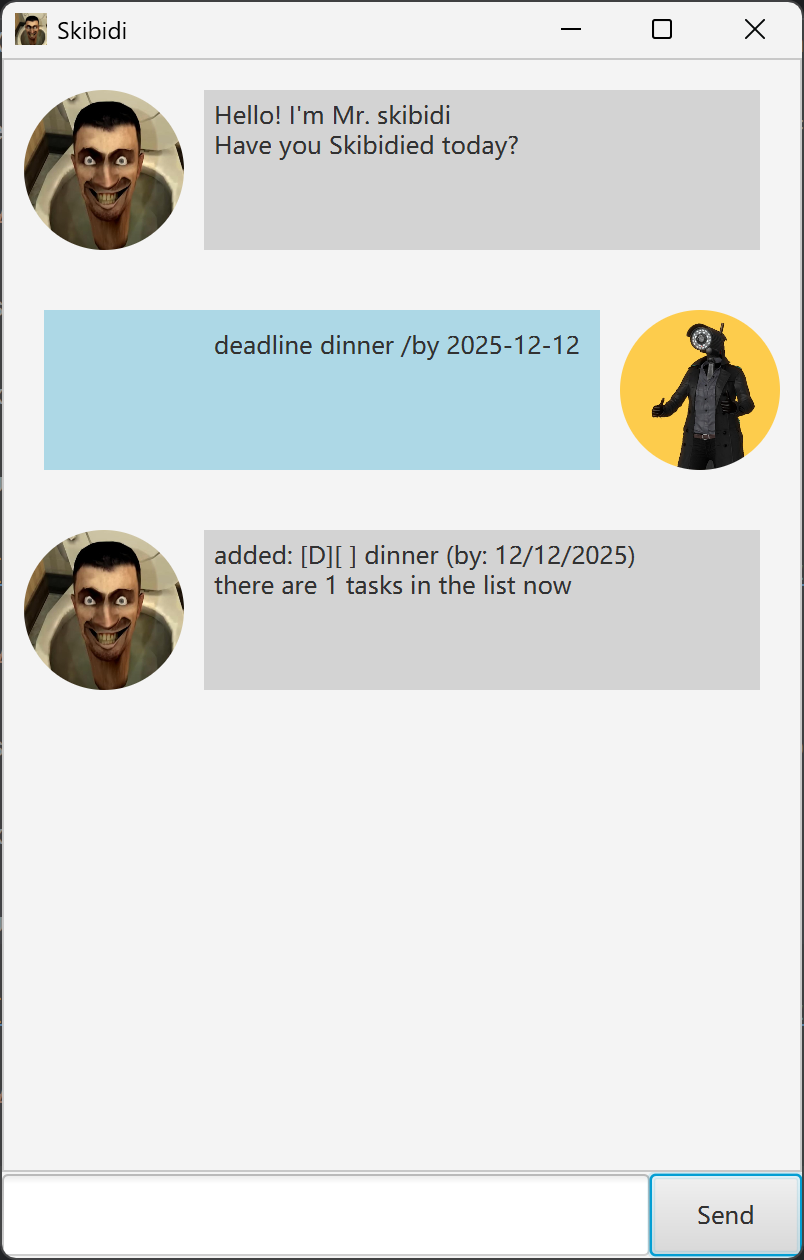 Skibidi
Hello! I'm Mr. skibidi
Have you Skibidied today?
deadline dinner /by 2025-12-12
added: [D][ ] dinner (by: 12/12/2025)
there are 1 tasks in the list now
Send